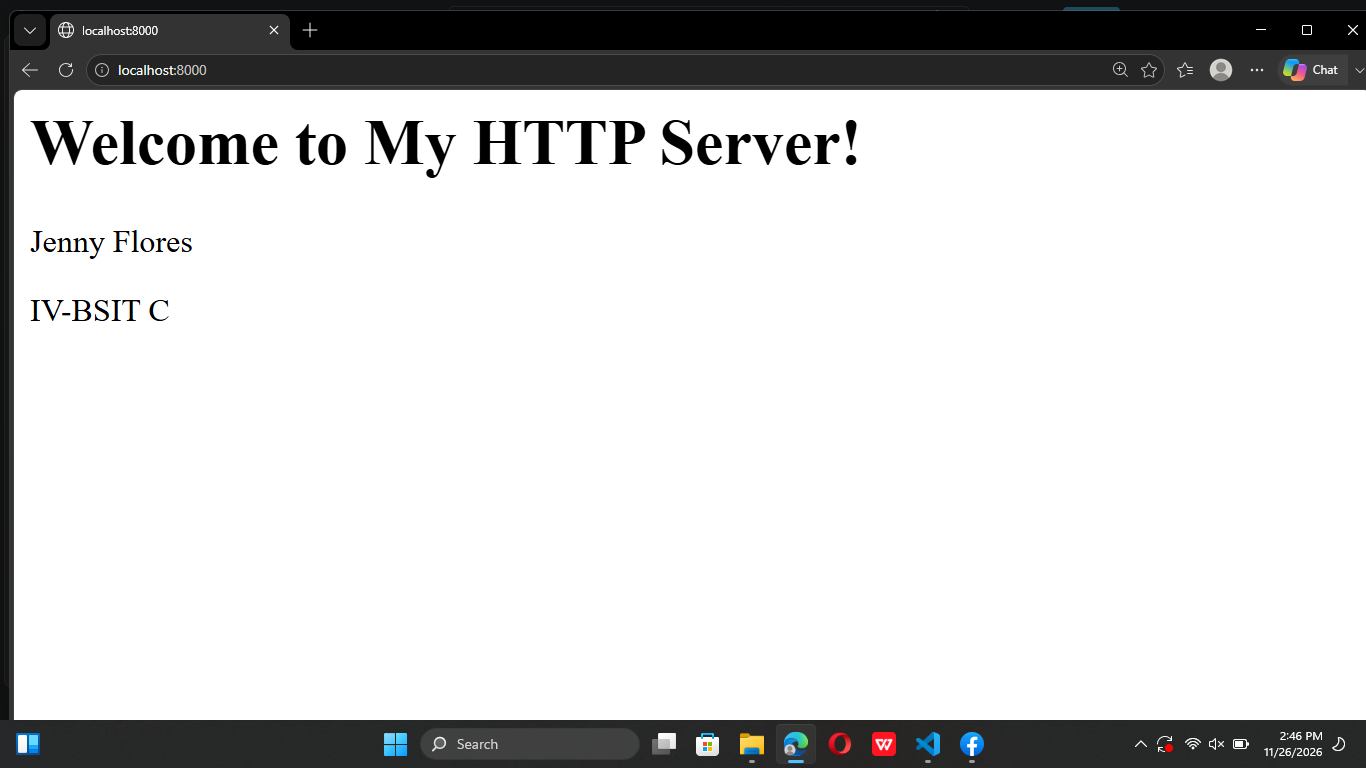 localhost:8000
localhost:8000
Chat
Welcome to My HTTP Server!
Jenny Flores
IV-BSIT C
Search
2:46 PM
11/26/2026